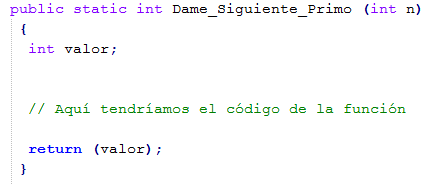 public static int Dame_Siguiente_Primo (int n)
{
int valor;
// Aquí tendríamos el código de la función
return (valor);
}